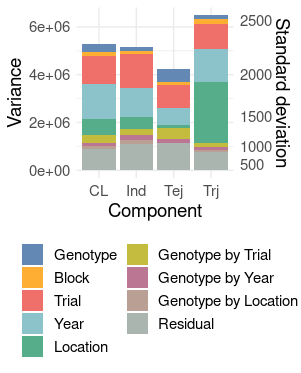 6e+06
4e+06
2e+06
0e+00
Variance
2500
2000
1500
1000
500
Standard deviation
CL Ind Tej Trj
Component
Genotype
Block
Trial
Year
Location
Genotype by Trial
Genotype by Year
Genotype by Location
Residual